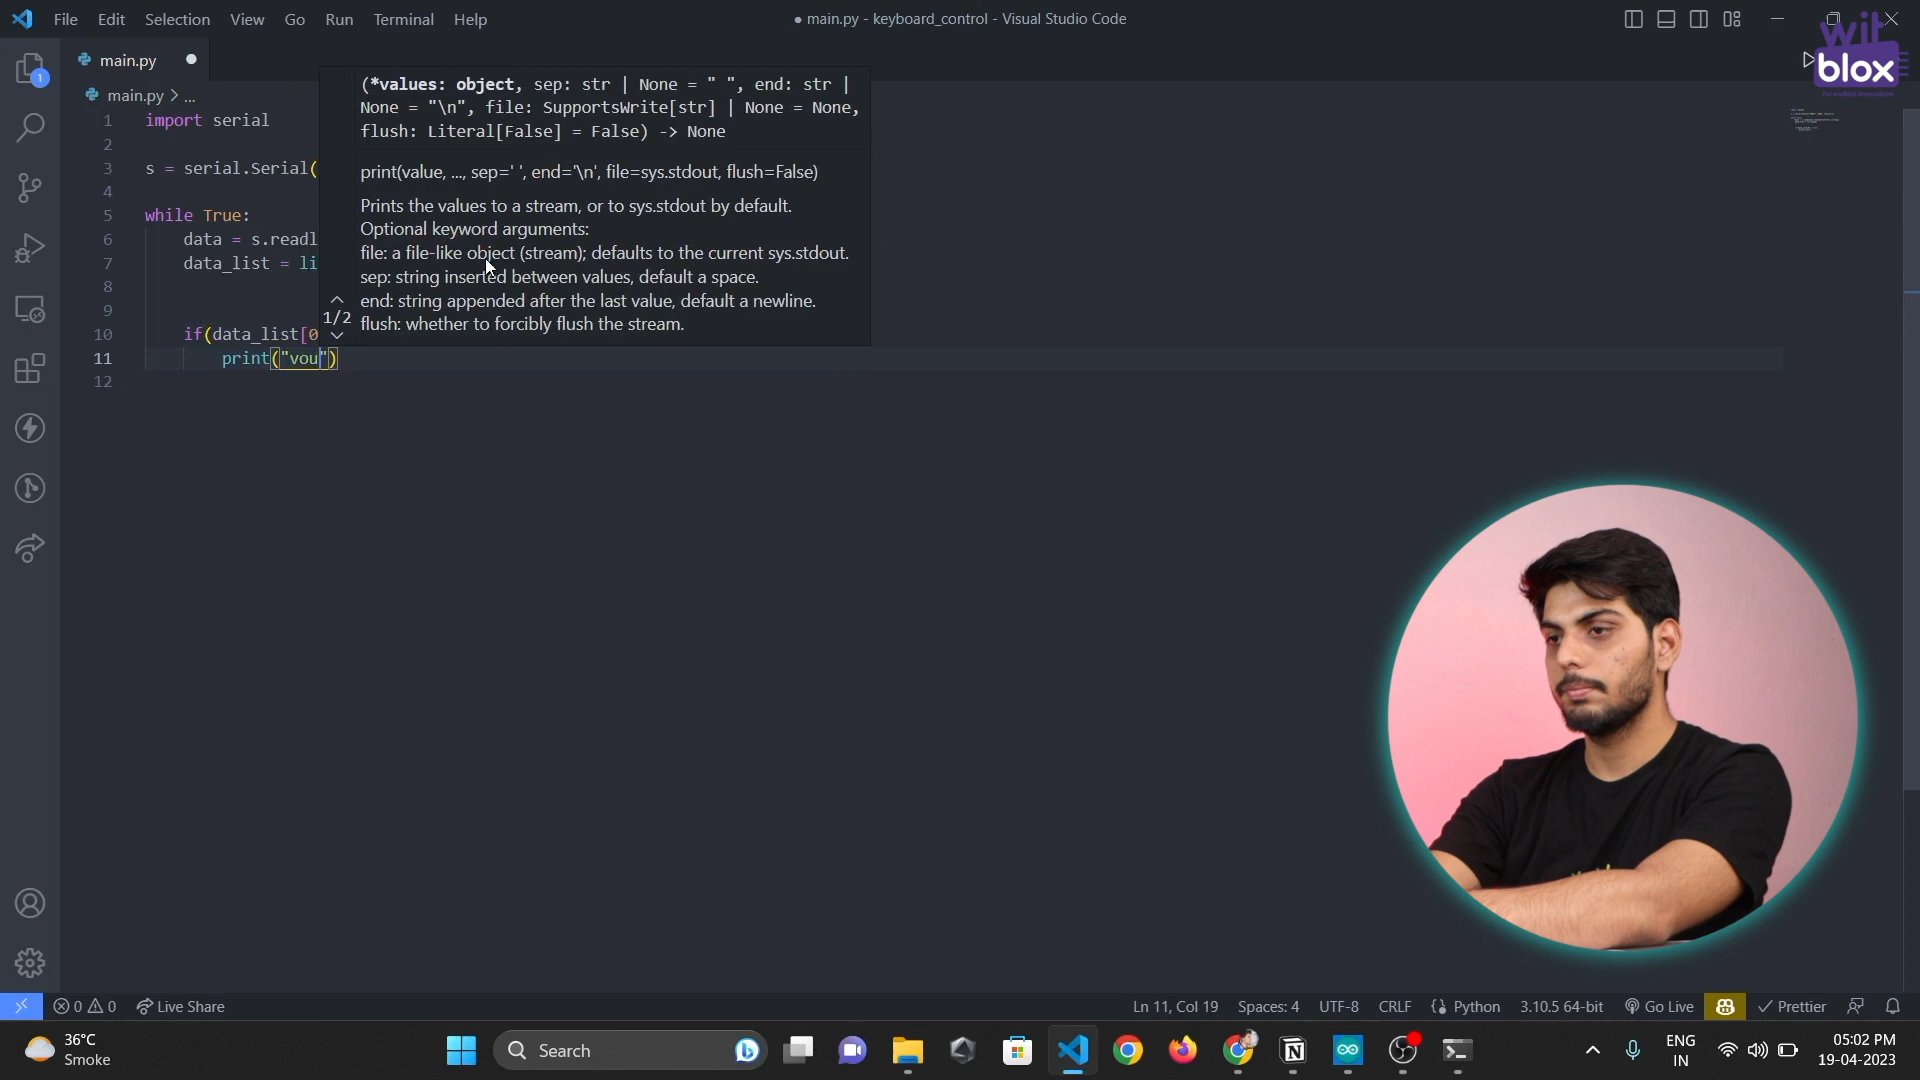 File Edit Selection View Go Run Terminal Help
● main.py - keyboard_control - Visual Studio Code
wit
blox
main.py
main.py > ...
1 import serial
2
3 s = serial.Serial(
4
5 while True:
6 data = s.readl
7 data_list = li
8
9
10 if(data_list[0
11 print("vou")
12
(*values: object, sep: str | None = " ", end: str |
None = "\n", file: SupportsWrite[str] | None = None,
flush: Literal[False] = False) -> None
print(value, ..., sep=' ', end='\n', file=sys.stdout, flush=False)
Prints the values to a stream, or to sys.stdout by default.
Optional keyword arguments:
file: a file-like object (stream); defaults to the current sys.stdout.
sep: string inserted between values, default a space.
end: string appended after the last value, default a newline.
flush: whether to forcibly flush the stream.
1/2
1
0 0 Live Share
Ln 11, Col 19 Spaces: 4 UTF-8 CRLF Python 3.10.5 64-bit Go Live Prettier
36°C
Smoke
Search
ENG
IN
05:02 PM
19-04-2023